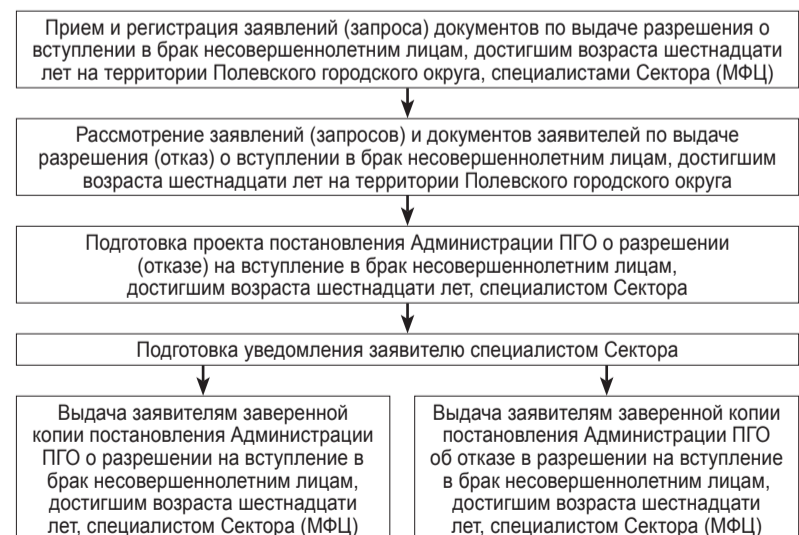 Прием и регистрация заявлений (запроса) документов по выдаче разрешения о
вступлении в брак несовершеннолетним лицам, достигшим возраста шестнадцати
лет на территории Полевского городского округа, специалистами Сектора (МФЦ)
Рассмотрение заявлений (запросов) и документов заявителей по выдаче
разрешения (отказ) о вступлении в брак несовершеннолетним лицам, достигшим
возраста шестнадцати лет на территории Полевского городского округа
Подготовка проекта постановления Администрации ПГО о разрешении
(отказе) на вступление в брак несовершеннолетним лицам,
достигшим возраста шестнадцати лет, специалистом Сектора
Подготовка уведомления заявителю специалистом Сектора
Выдача заявителям заверенной
копии постановления Администрации
ПГО о разрешении на вступление в
брак несовершеннолетним лицам,
достигшим возраста шестнадцати
лет, специалистом Сектора (МФЦ)
Выдача заявителям заверенной копии
постановления Администрации ПГО
об отказе в разрешении на вступление
в брак несовершеннолетним лицам,
достигшим возраста шестнадцати
лет, специалистом Сектора (МФЦ)